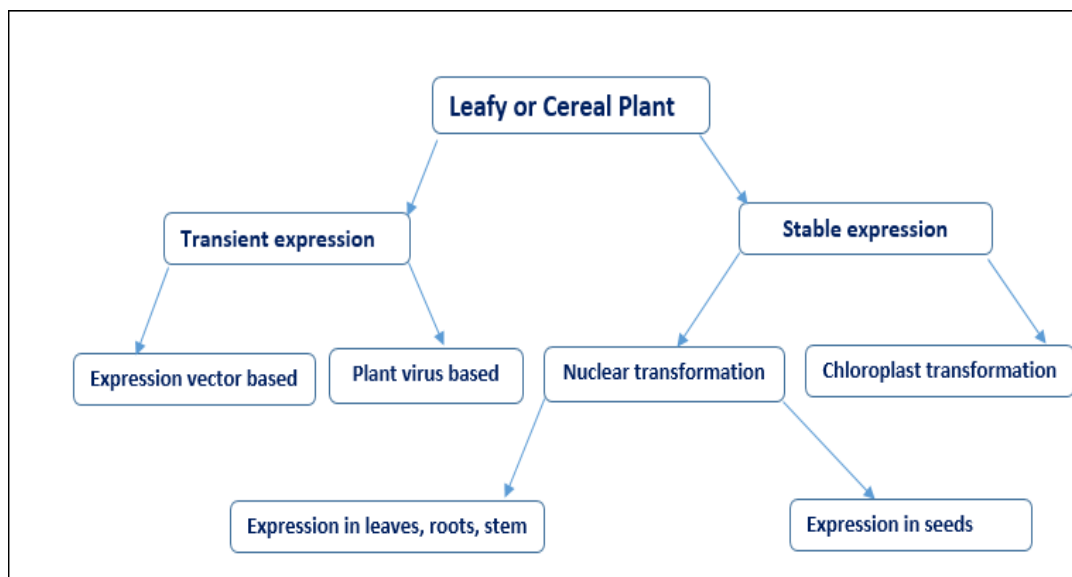 Leafy or Cereal Plant
Transient expression
Stable expression
Expression vector based
Plant virus based
Nuclear transformation
Chloroplast transformation
Expression in leaves, roots, stem
Expression in seeds